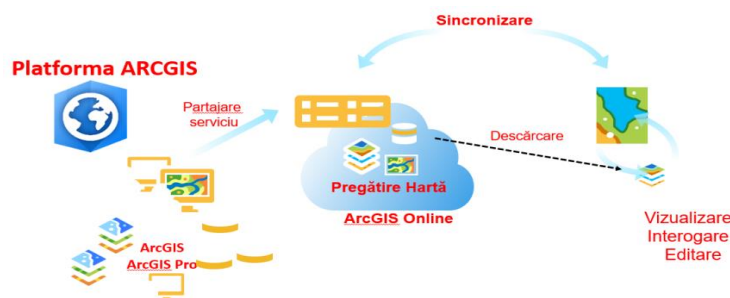 Sincronizare
Platforma ARCGIS
Partajare
serviciu
Descărcare
Pregătire Hartă
ArcGIS Online
ArcGIS
ArcGIS Pro
Vizualizare
Interogare
Editare